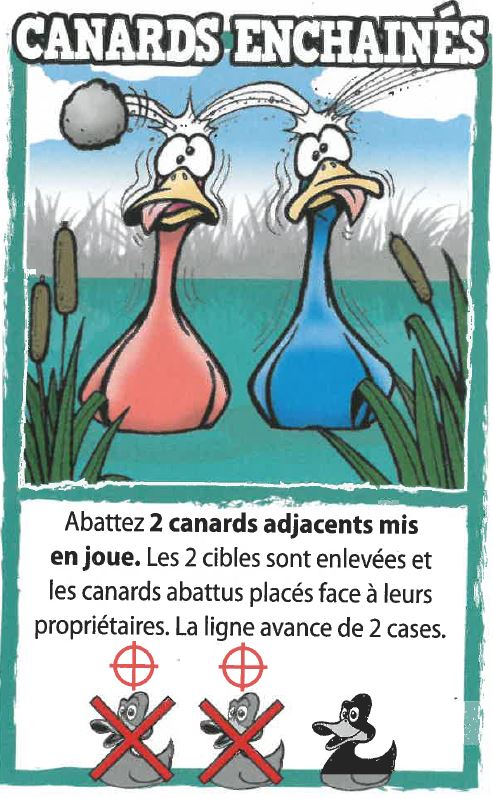 CANARDS ENCHAINÉS
Abattez 2 canards adjacents mis
en joue. Les 2 cibles sont enlevées et
les canards abattus placés face à leurs
propriétaires. La ligne avance de 2 cases.